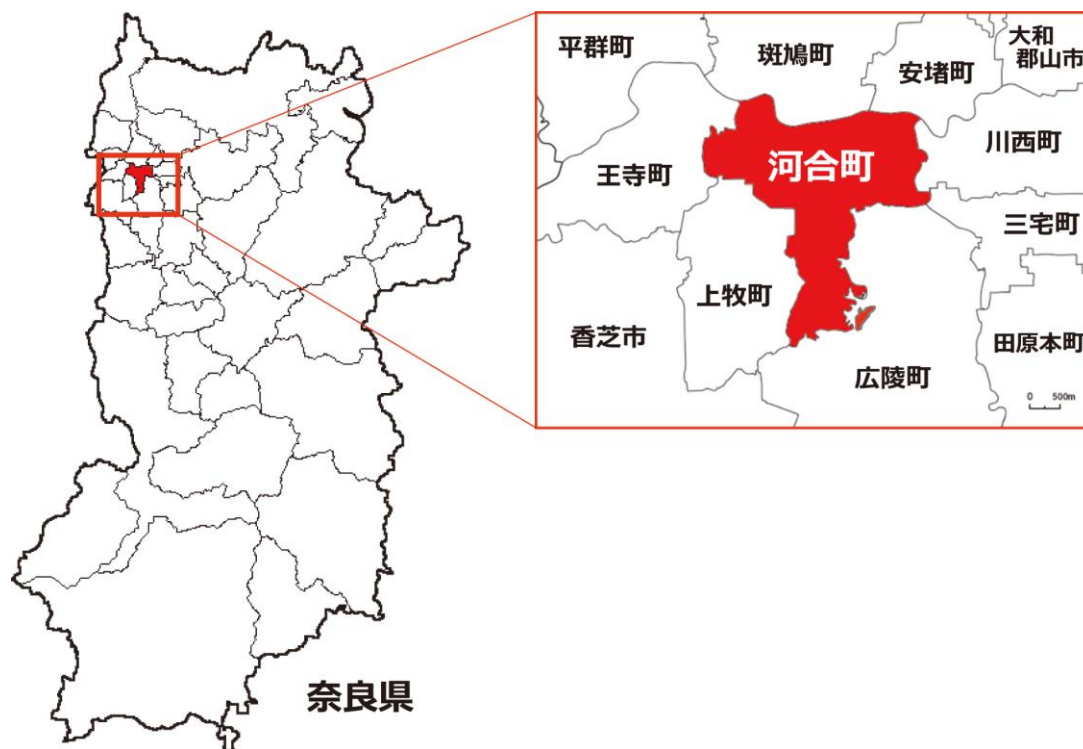 平群町
斑鳩町
安堵町
大和
郡山市
王寺町
河合町
川西町
三宅町
上牧町
香芝市
広陵町
田原本町
0 500m
奈良県